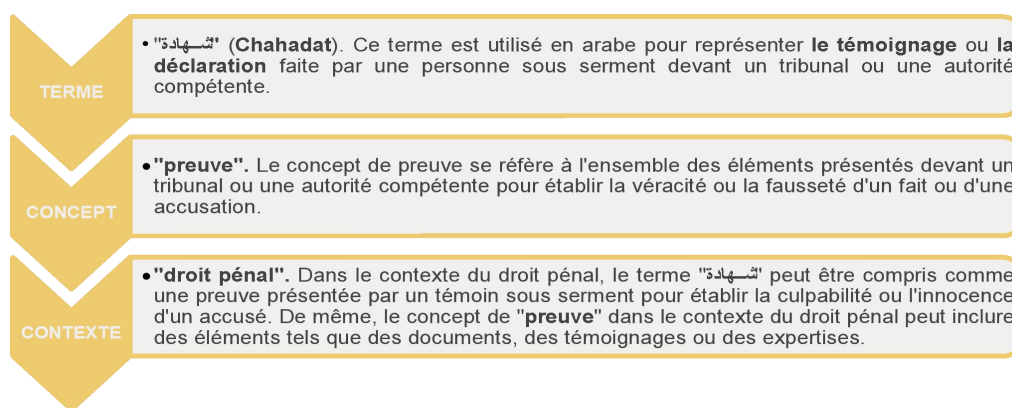 TERME
• "شـــهادة" (Chahadat). Ce terme est utilisé en arabe pour représenter le témoignage ou la
déclaration faite par une personne sous serment devant un tribunal ou une autorité
compétente.
CONCEPT
• "preuve". Le concept de preuve se réfère à l'ensemble des éléments présentés devant un
tribunal ou une autorité compétente pour établir la véracité ou la fausseté d'un fait ou d'une
accusation.
CONTEXTE
• "droit pénal". Dans le contexte du droit pénal, le terme "شـــهادة" peut être compris comme
une preuve présentée par un témoin sous serment pour établir la culpabilité ou l'innocence
d'un accusé. De même, le concept de "preuve" dans le contexte du droit pénal peut inclure
des éléments tels que des documents, des témoignages ou des expertises.